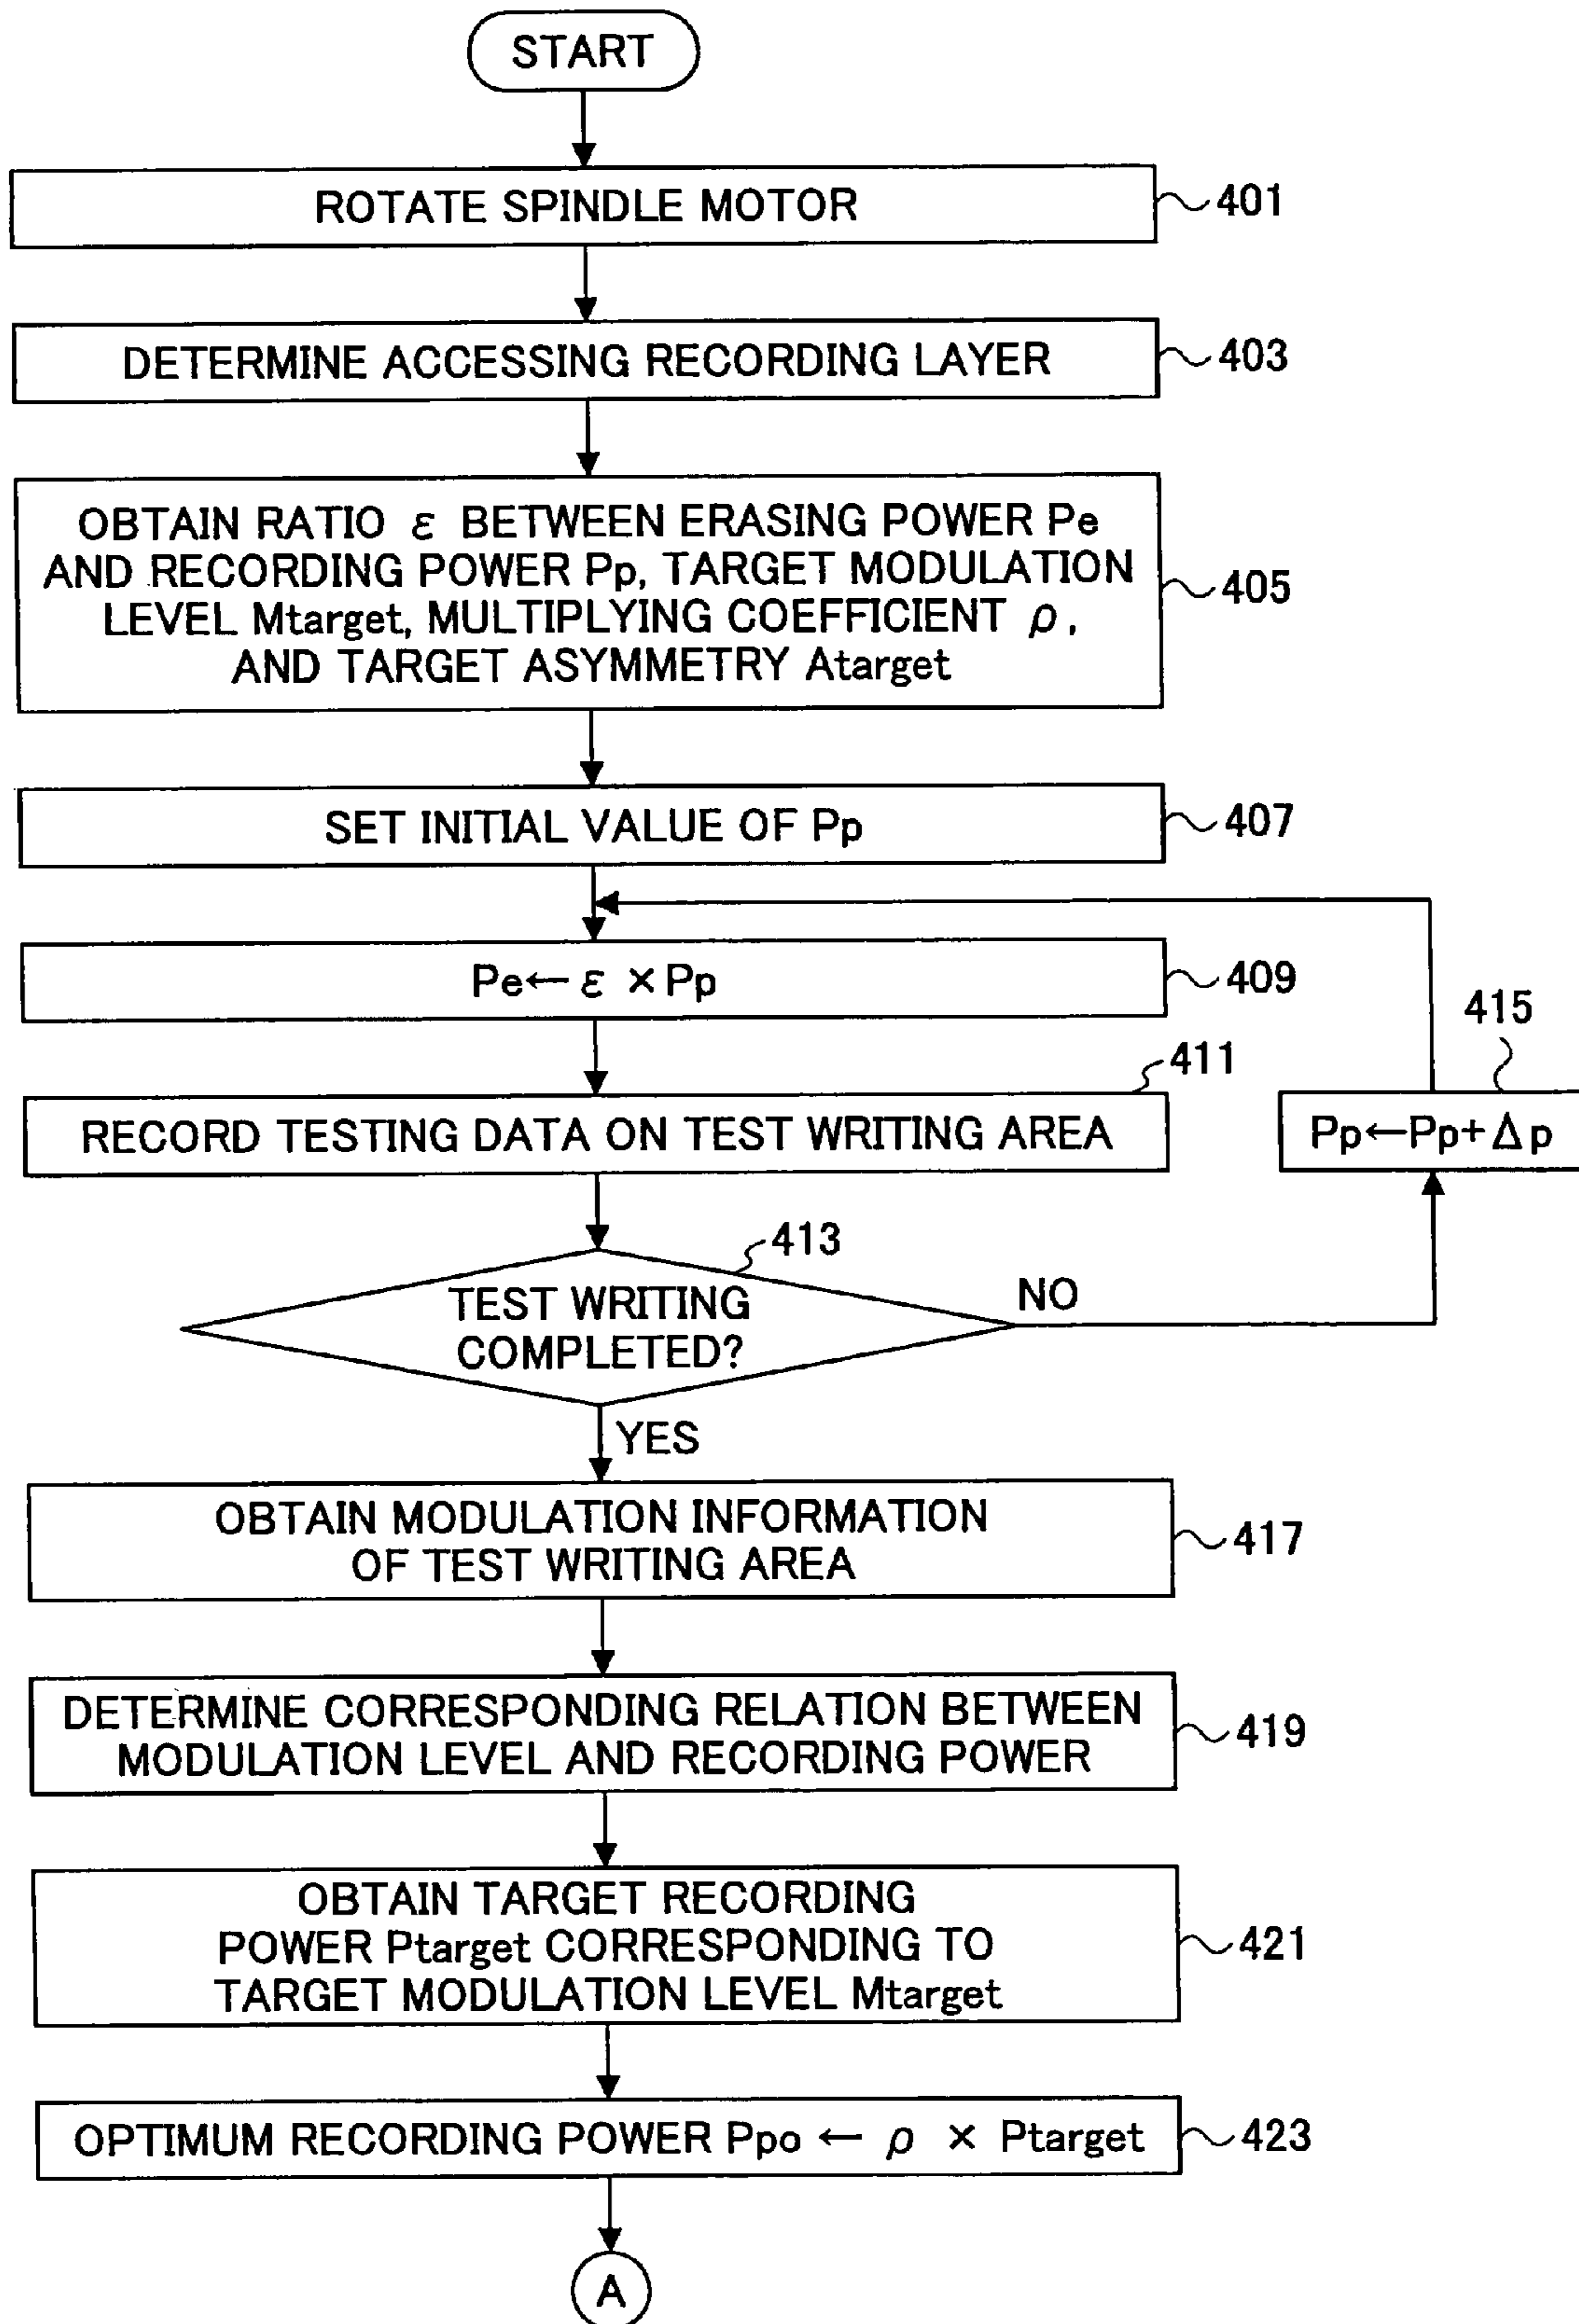 START
ROTATE SPINDLE MOTOR
401
DETERMINE ACCESSING RECORDING LAYER
403
OBTAIN RATIO ε BETWEEN ERASING POWER Pe
AND RECORDING POWER Pp, TARGET MODULATION
LEVEL Mtarget, MULTIPLYING COEFFICIENT ρ,
AND TARGET ASYMMETRY Atarget
405
SET INITIAL VALUE OF Pp
407
Pe← ε ×Pp
409
415
411
RECORD TESTING DATA ON TEST WRITING AREA
Pp←Pp+Δp
413
TEST WRITING
COMPLETED?
NO
YES
OBTAIN MODULATION INFORMATION
OF TEST WRITING AREA
417
DETERMINE CORRESPONDING RELATION BETWEEN
MODULATION LEVEL AND RECORDING POWER
419
OBTAIN TARGET RECORDING
POWER Ptarget CORRESPONDING TO
TARGET MODULATION LEVEL Mtarget
421
OPTIMUM RECORDING POWER Ppo ← ρ × Ptarget
423
A